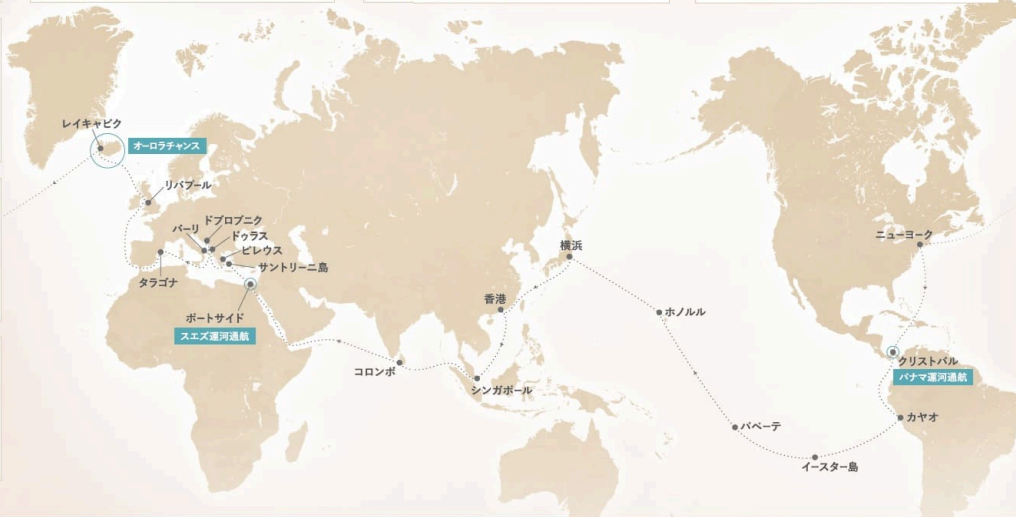 レイキャビク
オーロラチャンス
リバプール
ドブロブニク
バーリ
ドゥラス
ピレウス
サントリーニ島
タラゴナ
ポートサイド
スエズ運河通航
コロンボ
香港
シンガポール
横浜
ホノルル
パペーテ
イースター島
ニューヨーク
クリストバル
パナマ運河通航
カヤオ